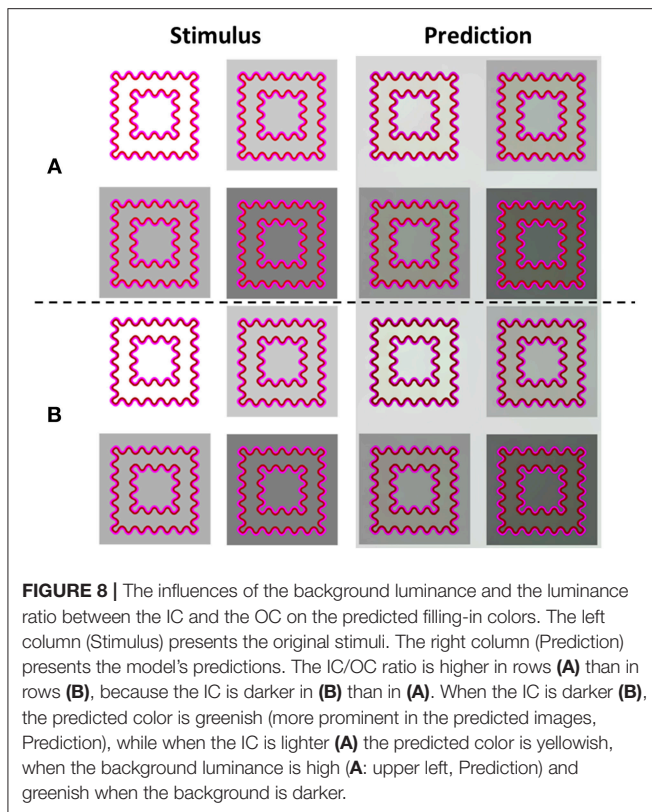 Stimulus Prediction
A
B
FIGURE 8 | The influences of the background luminance and the luminance
ratio between the IC and the OC on the predicted filling-in colors. The left
column (Stimulus) presents the original stimuli. The right column (Prediction)
presents the model's predictions. The IC/OC ratio is higher in rows (A) than in
rows (B), because the IC is darker in (B) than in (A). When the IC is darker (B),
the predicted color is greenish (more prominent in the predicted images,
Prediction), while when the IC is lighter (A) the predicted color is yellowish,
when the background luminance is high (A: upper left, Prediction) and
greenish when the background is darker.